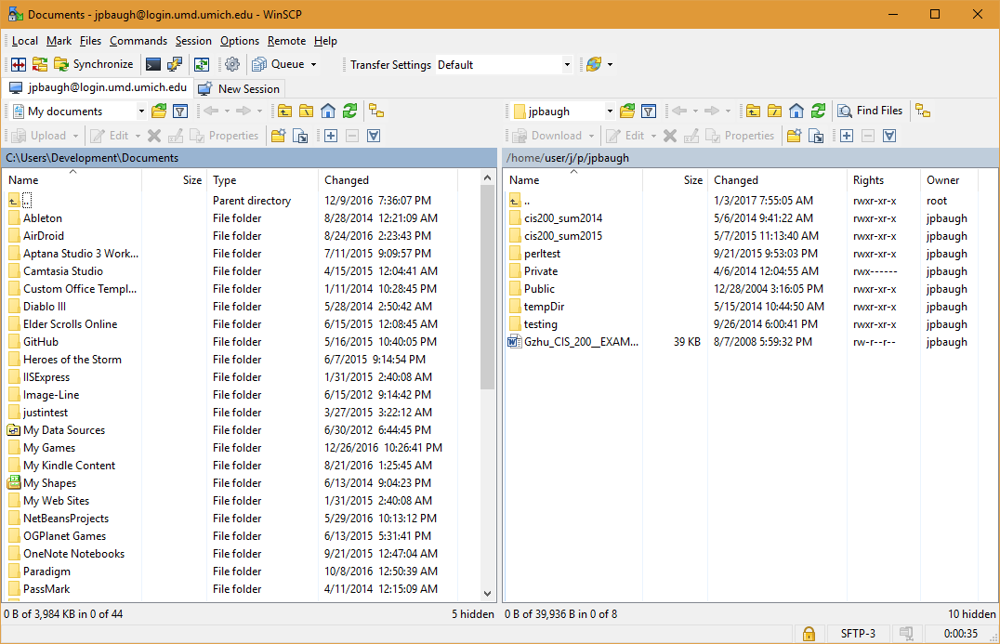 Documents - jpbaugh@login.umd.umich.edu - WinSCP
Local Mark Files Commands Session Options Remote Help
Synchronize Queue Transfer Settings Default
jpbaugh@login.umd.umich.edu New Session
My documents jpbaugh Find Files
Upload Edit Properties Download Edit Properties
C:\Users\Development\Documents /home/user/j/p/jpbaugh
Name Size Type Changed Name Size Changed Rights Owner
.. Parent directory 12/9/2016 7:36:07 PM .. 1/3/2017 7:55:05 AM rwxr-xr-x root
Ableton File folder 8/28/2014 12:21:09 AM cis200_sum2014 5/6/2014 9:41:22 AM rwxr-xr-x jpbaugh
AirDroid File folder 8/24/2016 2:23:43 PM cis200_sum2015 5/7/2015 11:13:40 AM rwxr-xr-x jpbaugh
Aptana Studio 3 Work... File folder 7/11/2015 9:09:57 PM perltest 9/21/2015 9:53:03 PM rwxr-xr-x jpbaugh
Camtasia Studio File folder 4/15/2015 12:04:41 AM Private 4/6/2014 12:04:55 AM rwx------ jpbaugh
Custom Office Templ... File folder 1/11/2014 10:28:45 PM Public 12/28/2004 3:16:05 PM rwxr-xr-x jpbaugh
Diablo III File folder 5/28/2014 2:50:42 AM tempDir 5/15/2014 10:44:50 AM rwxr-xr-x jpbaugh
Elder Scrolls Online File folder 6/15/2015 12:08:45 AM testing 9/26/2014 6:00:41 PM rwxr-xr-x jpbaugh
GitHub File folder 5/16/2015 10:40:05 PM Gzhu_CIS_200__EXAM... 39 KB 8/7/2008 5:59:32 PM rw-r--r-- jpbaugh
Heroes of the Storm File folder 6/7/2015 9:14:54 PM
IISExpress File folder 1/31/2015 2:40:08 AM
Image-Line File folder 6/15/2012 9:14:42 PM
justintest File folder 3/27/2015 3:22:12 AM
My Data Sources File folder 6/30/2012 6:44:45 PM
My Games File folder 12/26/2016 10:26:41 PM
My Kindle Content File folder 8/21/2016 1:25:45 AM
My Shapes File folder 6/13/2014 9:04:23 PM
My Web Sites File folder 1/31/2015 2:40:08 AM
NetBeansProjects File folder 5/29/2016 10:13:12 PM
OGPlanet Games File folder 6/13/2015 5:31:41 PM
OneNote Notebooks File folder 9/21/2015 12:47:04 AM
Paradigm File folder 10/8/2016 12:50:39 AM
PassMark File folder 4/11/2014 12:15:09 AM
0 B of 3,984 KB in 0 of 44 5 hidden 0 B of 39,936 B in 0 of 8 10 hidden
SFTP-3 0:00:35